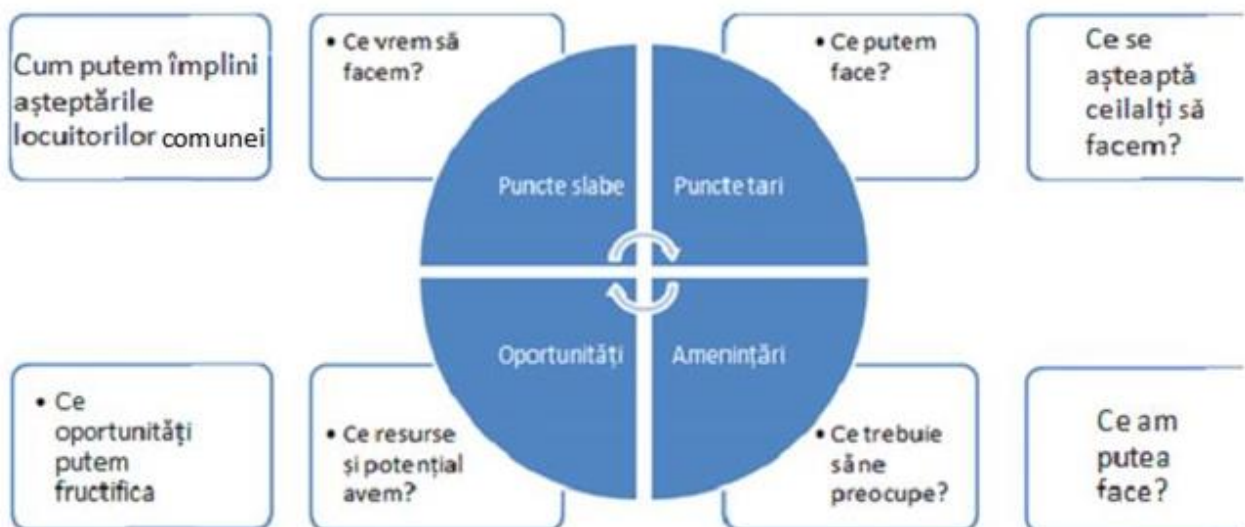 Cum putem împlini
așteptările
locuitorilor comunei
• Ce vrem să
facem?
• Ce putem
face?
Ce se
așteaptă
ceilalți să
facem?
Puncte slabe
Puncte tari
Oportunități
Amenințări
• Ce
oportunități
putem
fructifica
• Ce resurse
și potențial
avem?
• Ce trebuie
să ne
preocupe?
Ce am
putea
face?